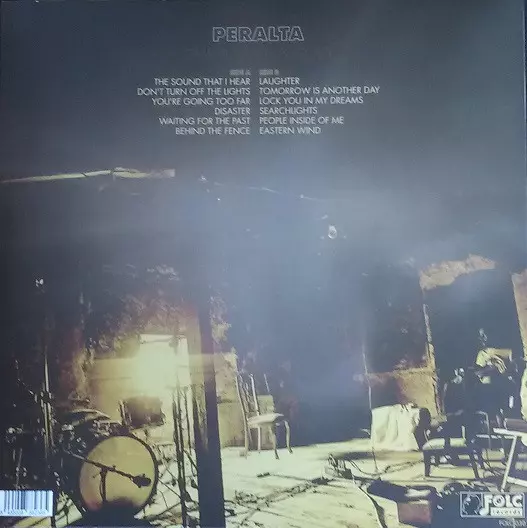 PERALTA
SIDE A
THE SOUND THAT I HEAR
DON'T TURN OFF THE LIGHTS
YOU'RE GOING TOO FAR
DISASTER
WAITING FOR THE PAST
BEHIND THE FENCE
SIDE B
LAUGHTER
TOMORROW IS ANOTHER DAY
LOCK YOU IN MY DREAMS
SEARCHLIGHTS
PEOPLE INSIDE OF ME
EASTERN WIND
FOLC
RECORDS